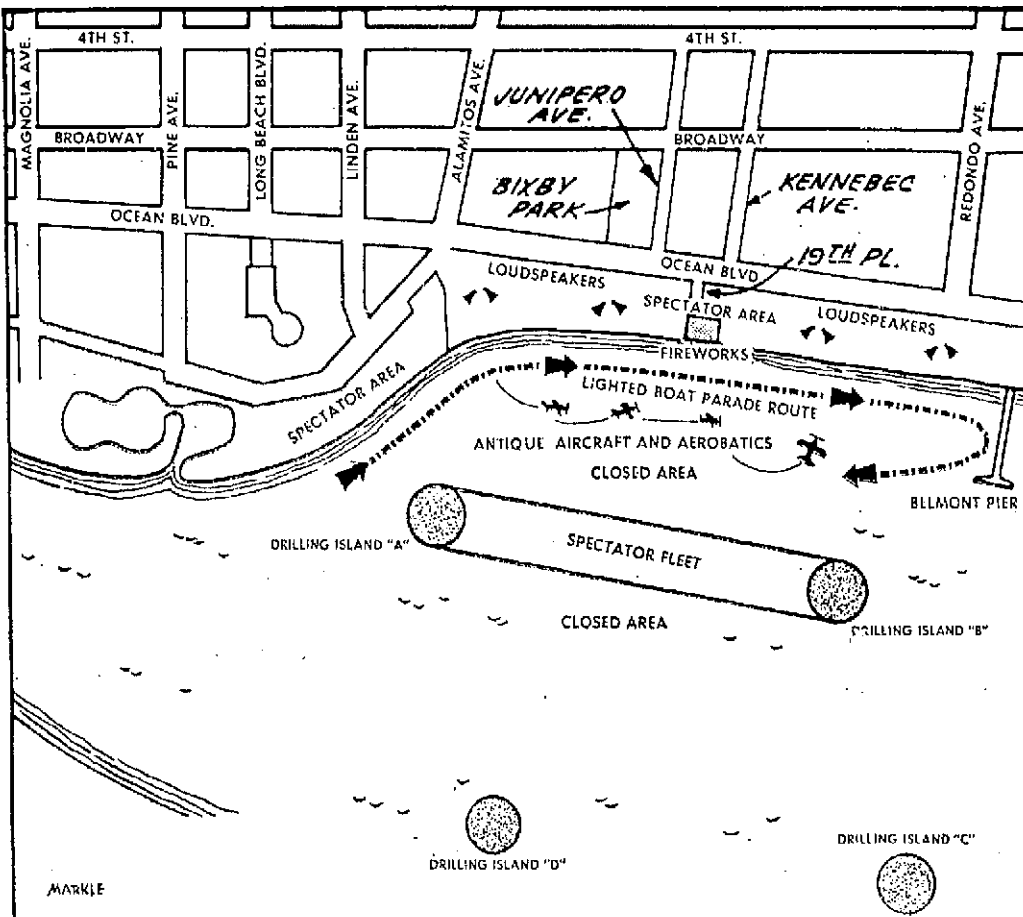 4TH ST.
4TH ST.
MAGNOLIA AVE.
PINE AVE.
LONG BEACH BLVD.
LINDEN AVE.
ALAMITOS AVE.
JUNIPERO
AVE.
REDONDO AVE.
BROADWAY
BROADWAY
BIXBY
PARK
KENNEBEC
AVE.
OCEAN BLVD.
OCEAN BLVD
19TH PL.
LOUDSPEAKERS
SPECTATOR AREA
LOUDSPEAKERS
FIREWORKS
SPECTATOR AREA
LIGHTED BOAT PARADE ROUTE
ANTIQUE AIRCRAFT AND AEROBATICS
CLOSED AREA
BELMONT PIER
DRILLING ISLAND "A"
SPECTATOR FLEET
CLOSED AREA
DRILLING ISLAND "B"
DRILLING ISLAND "C"
DRILLING ISLAND "D"
MARKLE